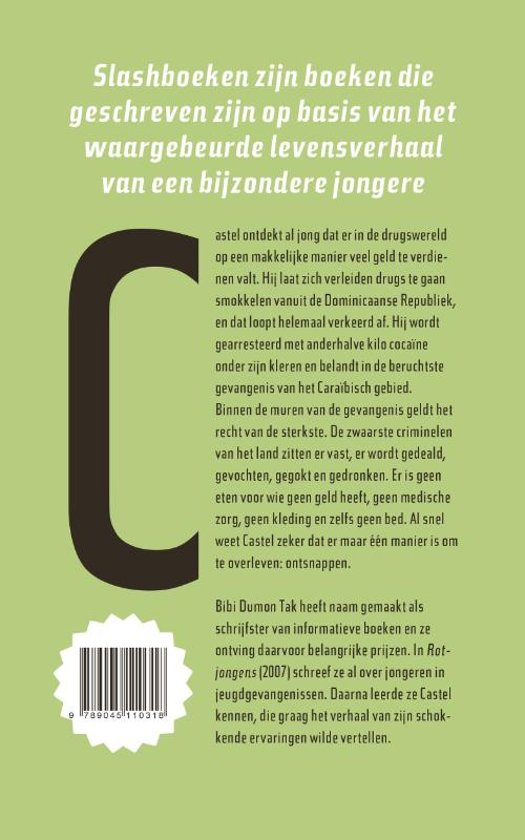 Slashboeken zijn boeken die
geschreven zijn op basis van het
waargebeurde levensverhaal
van een bijzondere jongere
Castel ontdekt al jong dat er in de drugswereld
op een makkelijke manier veel geld te verdie-
nen valt. Hij laat zich verleiden drugs te gaan
smokkelen vanuit de Dominicaanse Republiek,
en dat loopt helemaal verkeerd af. Hij wordt
gearresteerd met anderhalve kilo cocaïne
onder zijn kleren en belandt in de beruchtste
gevangenis van het Caraïbisch gebied.
Binnen de muren van de gevangenis geldt het
recht van de sterkste. De zwaarste criminelen
van het land zitten er vast, er wordt gedeald,
gevochten, gegokt en gedronken. Er is geen
eten voor wie geen geld heeft, geen medische
zorg, geen kleding en zelfs geen bed. Al snel
weet Castel zeker dat er maar één manier is om
te overleven: ontsnappen.
Bibi Dumon Tak heeft naam gemaakt als
schrijfster van informatieve boeken en ze
ontving daarvoor belangrijke prijzen. In Rot-
jongens (2007) schreef ze al over jongeren in
jeugdgevangenissen. Daarna leerde ze Castel
kennen, die graag het verhaal van zijn schok-
kende ervaringen wilde vertellen.
9 789045 110318